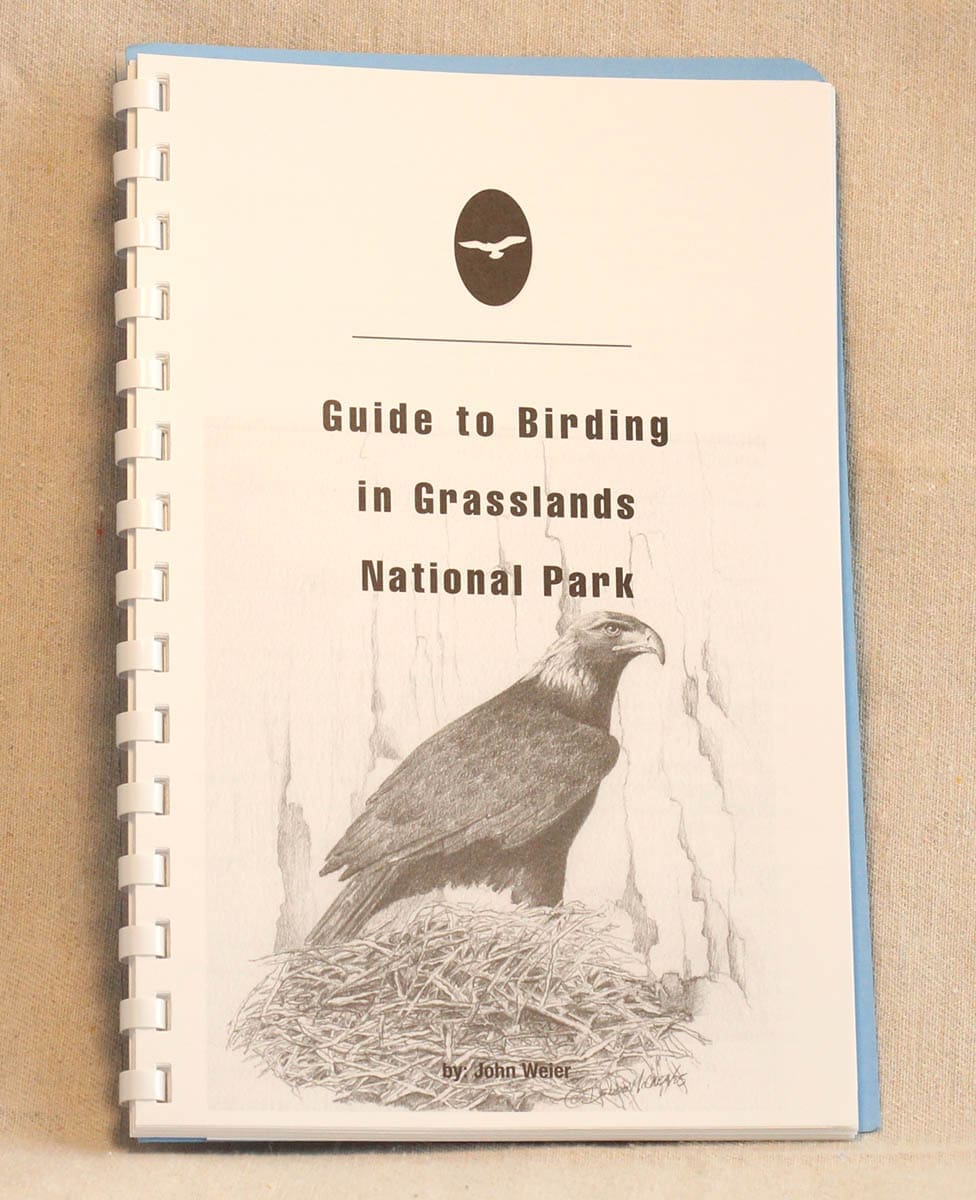 Guide to Birding
in Grasslands
National Park
by: John Weier